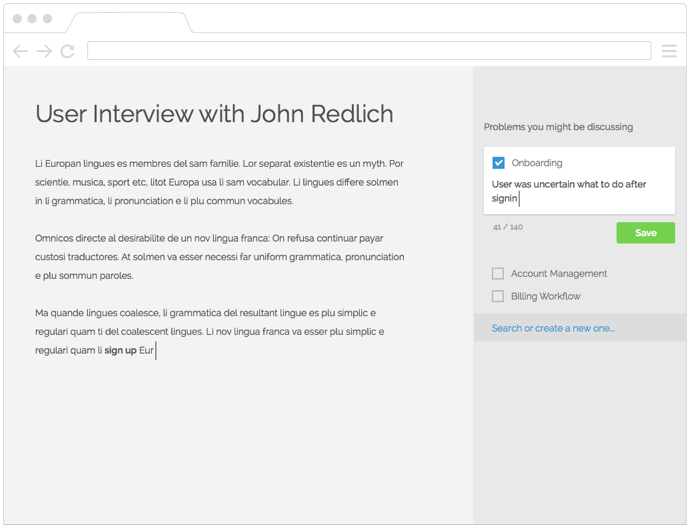 User Interview with John Redlich
Li Europan lingues es membres del sam familie. Lor separat existentie es un myth. Por
scientie, musica, sport etc, litot Europa usa li sam vocabular. Li lingues differe solmen
in li grammatica, li pronunciation e li plu commun vocabules.
Omnicos directe al desirabilite de un nov lingua franca: On refusa continuar payar
custosi traductores. At solmen va esser necessi far uniform grammatica, pronunciation
e plu sommun paroles.
Ma quande lingues coalesce, li grammatica del resultant lingue es plu simplic e
regulari quam ti del coalescent lingues. Li nov lingua franca va esser plu simplic e
regulari quam li sign up Eur
Problems you might be discussing
Onboarding
User was uncertain what to do after
signin
41 / 140
Save
Account Management
Billing Workflow
Search or create a new one...